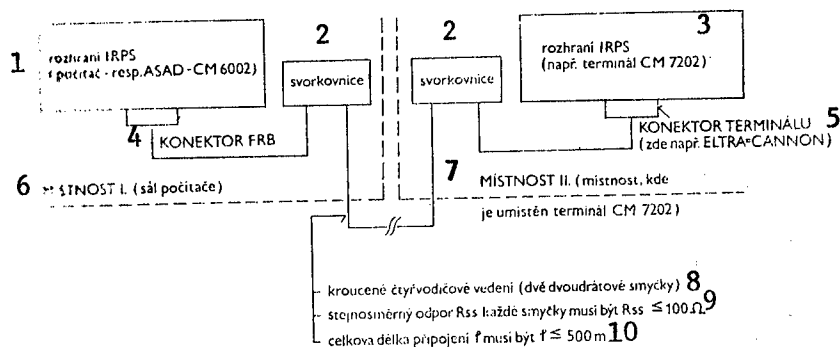 1
rozhraní IRPS
(počítač - resp. ASAD - CM 6002)
2
svorkovnice
2
svorkovnice
3
rozhraní IRPS
(např. terminál CM 7202)
4
KONEKTOR FRB
KONEKTOR TERMINÁLU 5
(zde např. ELTRA=CANNON)
6
MÍSTNOST I. (sál počítače)
7
MÍSTNOST II. (místnost, kde
je umístěn terminál CM 7202)
kroucené čtyřvodičové vedení (dvě dvoudrátové smyčky) 8
stejnosměrný odpor Rss každé smyčky musí být Rss ≤ 100 Ω 9
celkova délka připojení ℓ musí být ℓ ≤ 500 m 10